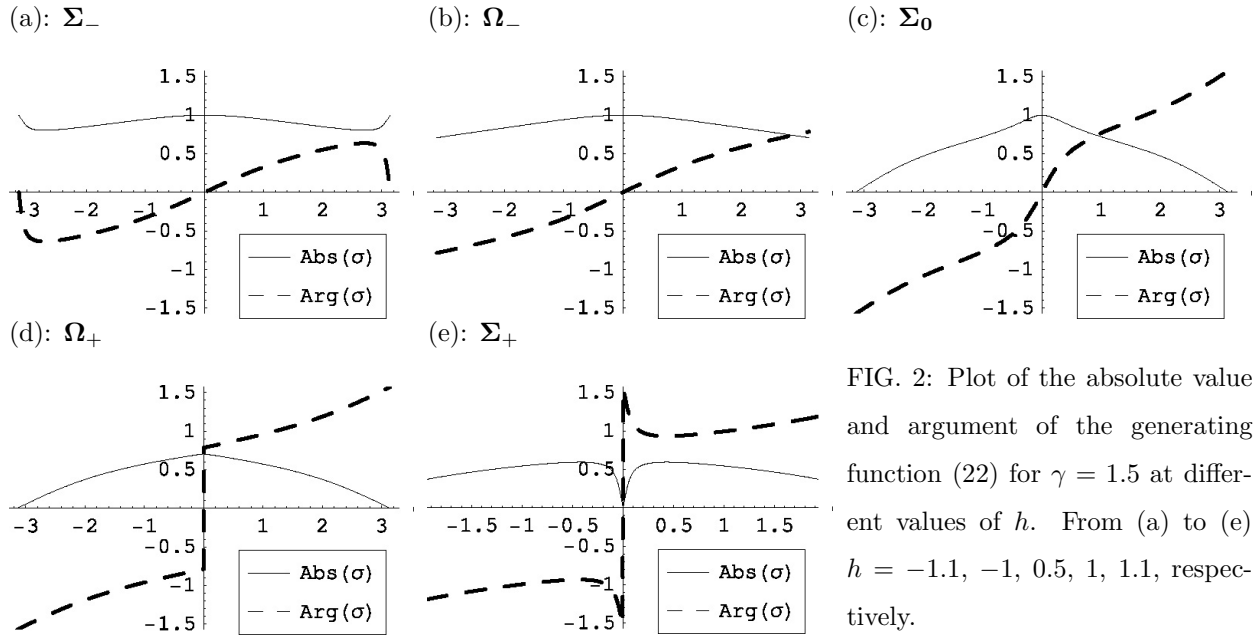 (a): Σ₋
1.5
1
0.5
-3 -2 -1 1 2 3
-0.5
-1
-1.5
Abs(σ)
Arg(σ)
(b): Ω₋
1.5
1
0.5
-3 -2 -1 1 2 3
-0.5
-1
-1.5
Abs(σ)
Arg(σ)
(c): Σ₀
1.5
1
0.5
-3 -2 -1 1 2 3
-0.5
-1
-1.5
Abs(σ)
Arg(σ)
(d): Ω₊
1.5
1
0.5
-3 -2 -1 1 2 3
-0.5
-1
-1.5
Abs(σ)
Arg(σ)
(e): Σ₊
1.5
1
0.5
-1.5 -1 -0.5 0.5 1 1.5
-0.5
-1
-1.5
Abs(σ)
Arg(σ)
FIG. 2: Plot of the absolute value
and argument of the generating
function (22) for γ = 1.5 at differ-
ent values of h. From (a) to (e)
h = −1.1, −1, 0.5, 1, 1.1, respec-
tively.